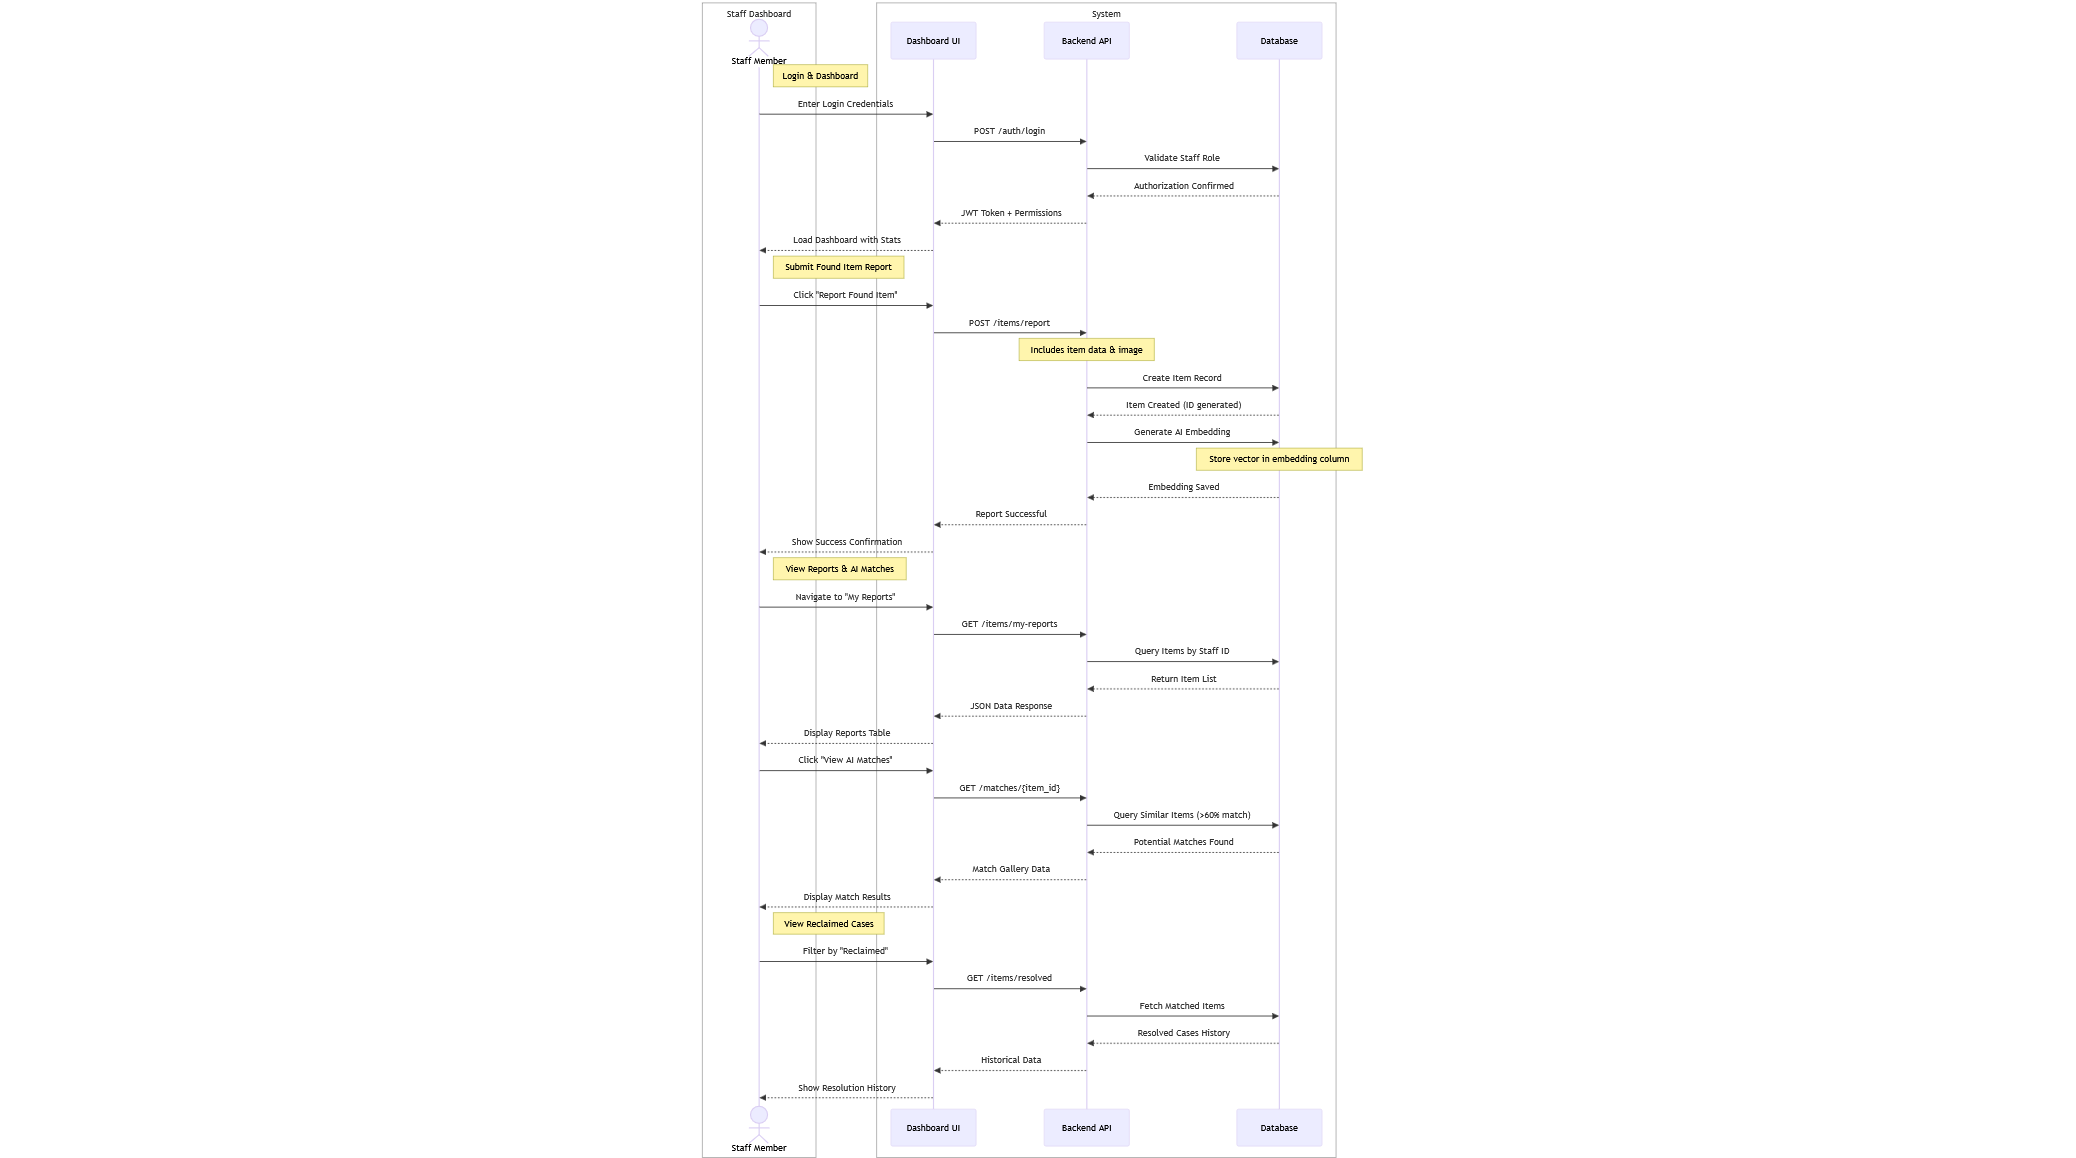 Staff Dashboard
System
Dashboard UI
Backend API
Database
Staff Member
Login & Dashboard
Enter Login Credentials
POST /auth/login
Validate Staff Role
Authorization Confirmed
JWT Token + Permissions
Load Dashboard with Stats
Submit Found Item Report
Click "Report Found Item"
POST /items/report
Includes item data & image
Create Item Record
Item Created (ID generated)
Generate AI Embedding
Store vector in embedding column
Embedding Saved
Report Successful
Show Success Confirmation
View Reports & AI Matches
Navigate to "My Reports"
GET /items/my-reports
Query Items by Staff ID
Return Item List
JSON Data Response
Display Reports Table
Click "View AI Matches"
GET /matches/{item_id}
Query Similar Items (>60% match)
Potential Matches Found
Match Gallery Data
Display Match Results
View Reclaimed Cases
Filter by "Reclaimed"
GET /items/resolved
Fetch Matched Items
Resolved Cases History
Historical Data
Show Resolution History
Dashboard UI
Backend API
Database
Staff Member